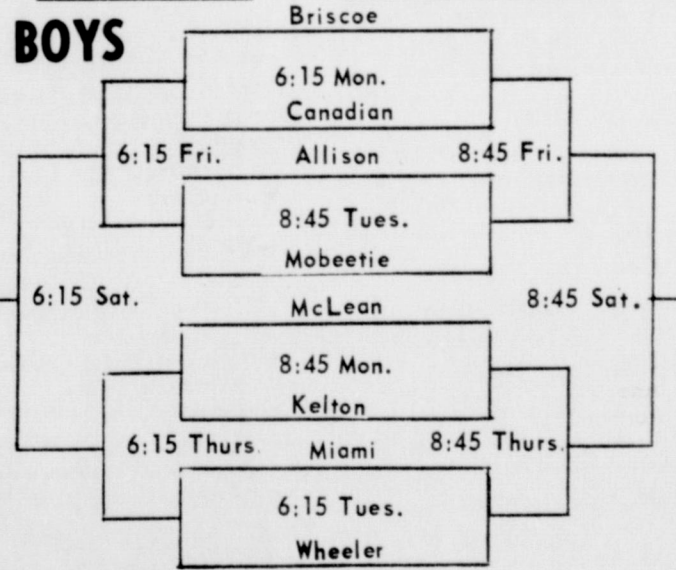 Briscoe
BOYS
6:15 Mon.
Canadian
6:15 Fri. Allison 8:45 Fri.
8:45 Tues.
Mobeetie
6:15 Sat. McLean 8:45 Sat.
8:45 Mon.
Kelton
6:15 Thurs. Miami 8:45 Thurs.
6:15 Tues.
Wheeler